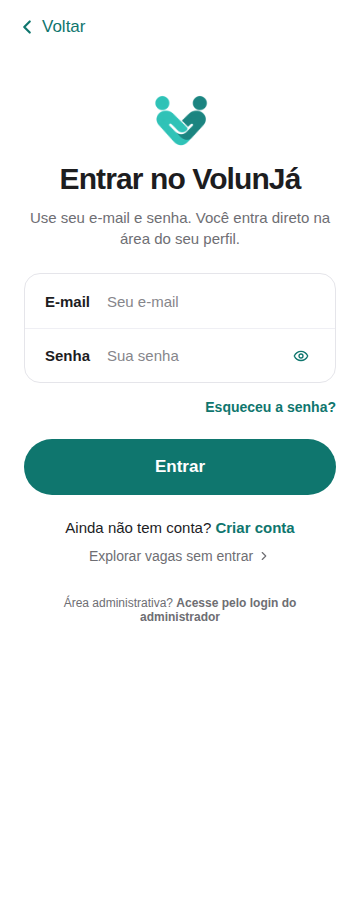 Voltar
Entrar no VolunJá
Use seu e-mail e senha. Você entra direto na
área do seu perfil.
E-mail Seu e-mail
Senha Sua senha
Esqueceu a senha?
Entrar
Ainda não tem conta? Criar conta
Explorar vagas sem entrar
Área administrativa? Acesse pelo login do
administrador